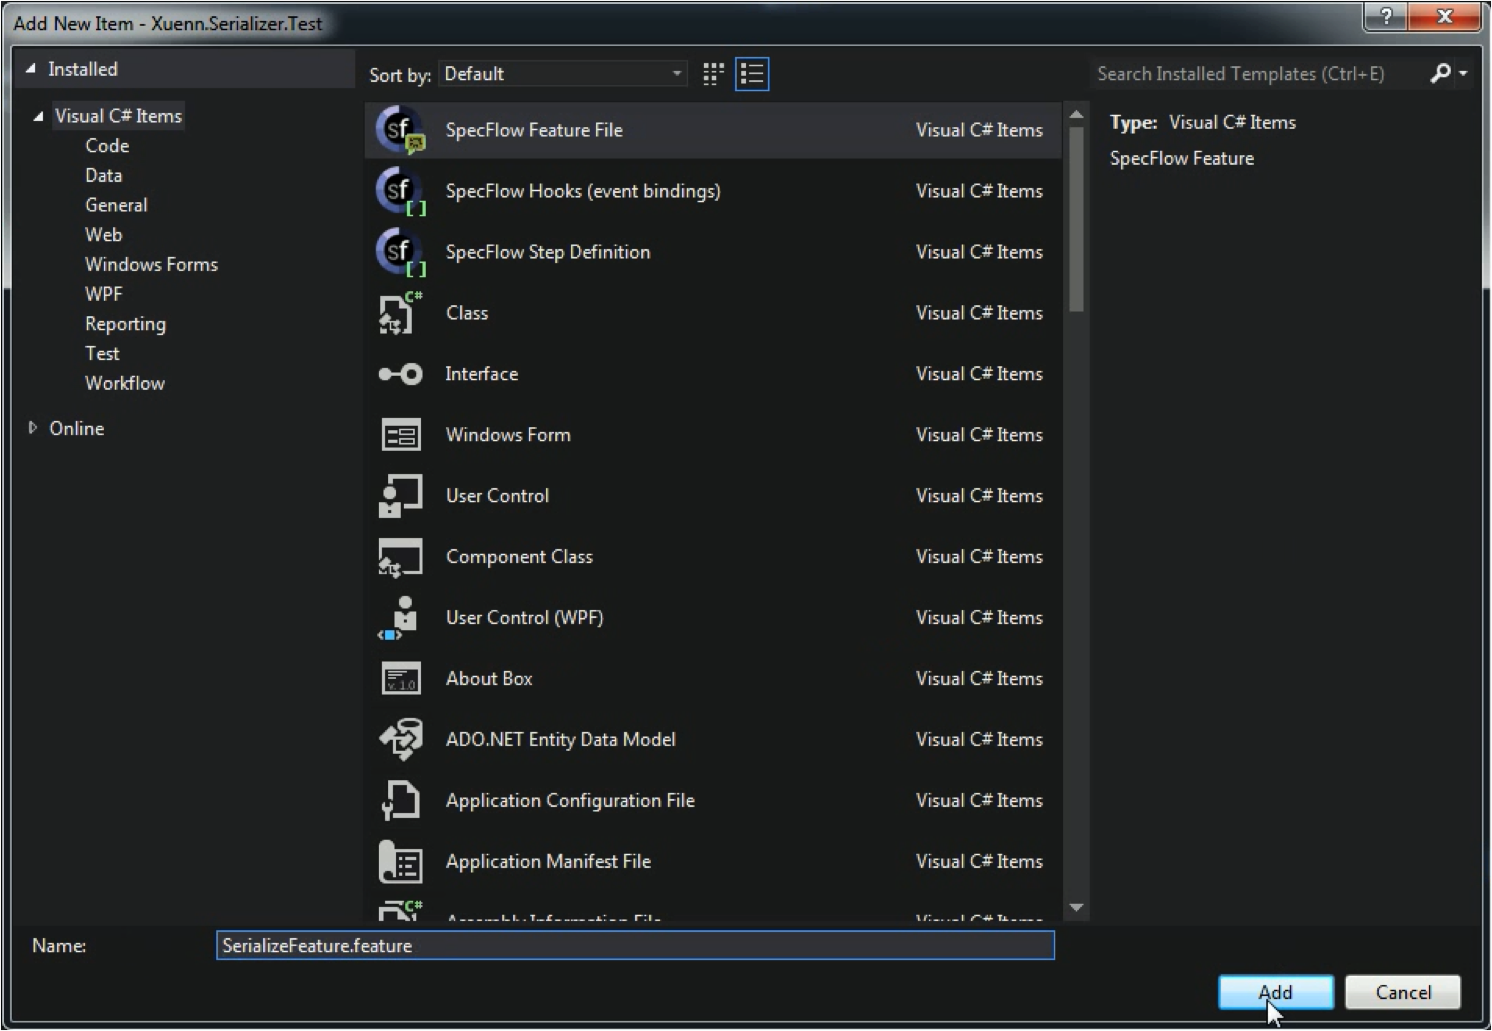 Add New Item - Xuenn.Serializer.Test
?
Installed
Sort by: Default
Search Installed Templates (Ctrl+E)
Visual C# Items
Code
Data
General
Web
Windows Forms
WPF
Reporting
Test
Workflow
Online
SpecFlow Feature File Visual C# Items
SpecFlow Hooks (event bindings) Visual C# Items
SpecFlow Step Definition Visual C# Items
Class Visual C# Items
Interface Visual C# Items
Windows Form Visual C# Items
User Control Visual C# Items
Component Class Visual C# Items
User Control (WPF) Visual C# Items
About Box Visual C# Items
ADO.NET Entity Data Model Visual C# Items
Application Configuration File Visual C# Items
Application Manifest File Visual C# Items
Assembly Information File Visual C# Items
Type: Visual C# Items
SpecFlow Feature
Name: SerializeFeature.feature
Add Cancel